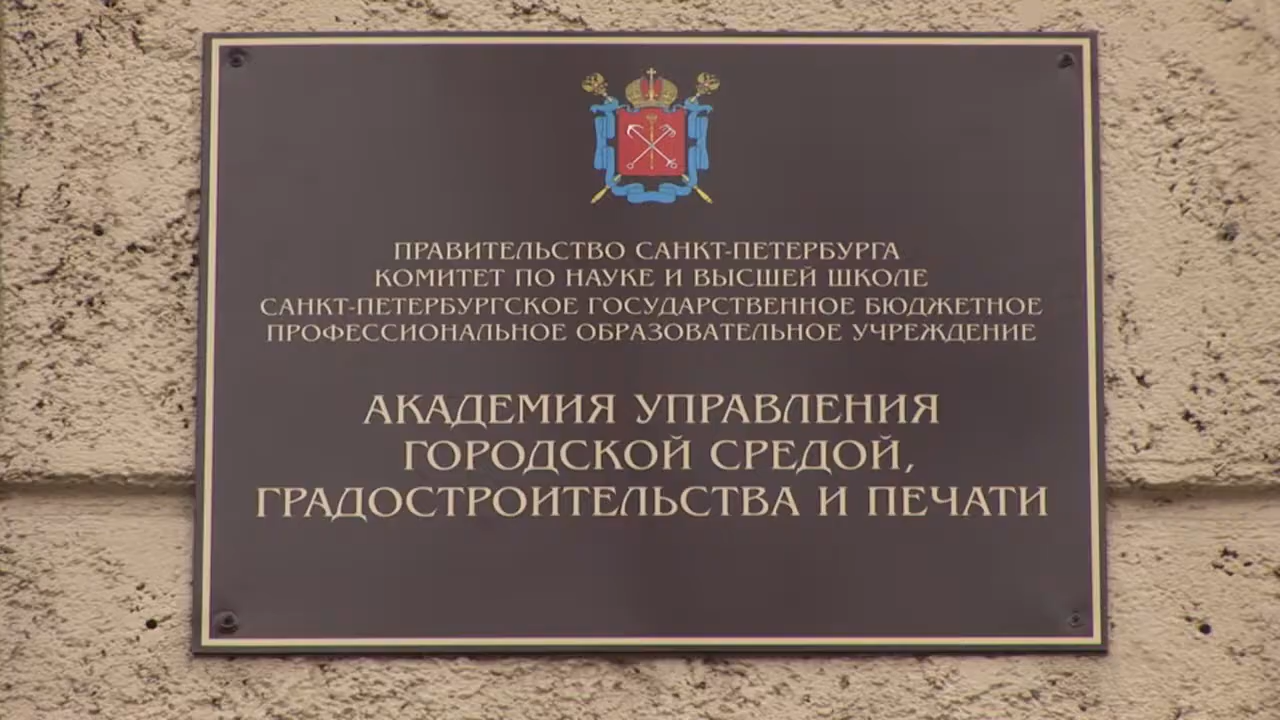 ПРАВИТЕЛЬСТВО САНКТ-ПЕТЕРБУРГА
КОМИТЕТ ПО НАУКЕ И ВЫСШЕЙ ШКОЛЕ
САНКТ-ПЕТЕРБУРГСКОЕ ГОСУДАРСТВЕННОЕ БЮДЖЕТНОЕ
ПРОФЕССИОНАЛЬНОЕ ОБРАЗОВАТЕЛЬНОЕ УЧРЕЖДЕНИЕ
АКАДЕМИЯ УПРАВЛЕНИЯ
ГОРОДСКОЙ СРЕДОЙ,
ГРАДОСТРОИТЕЛЬСТВА И ПЕЧАТИ